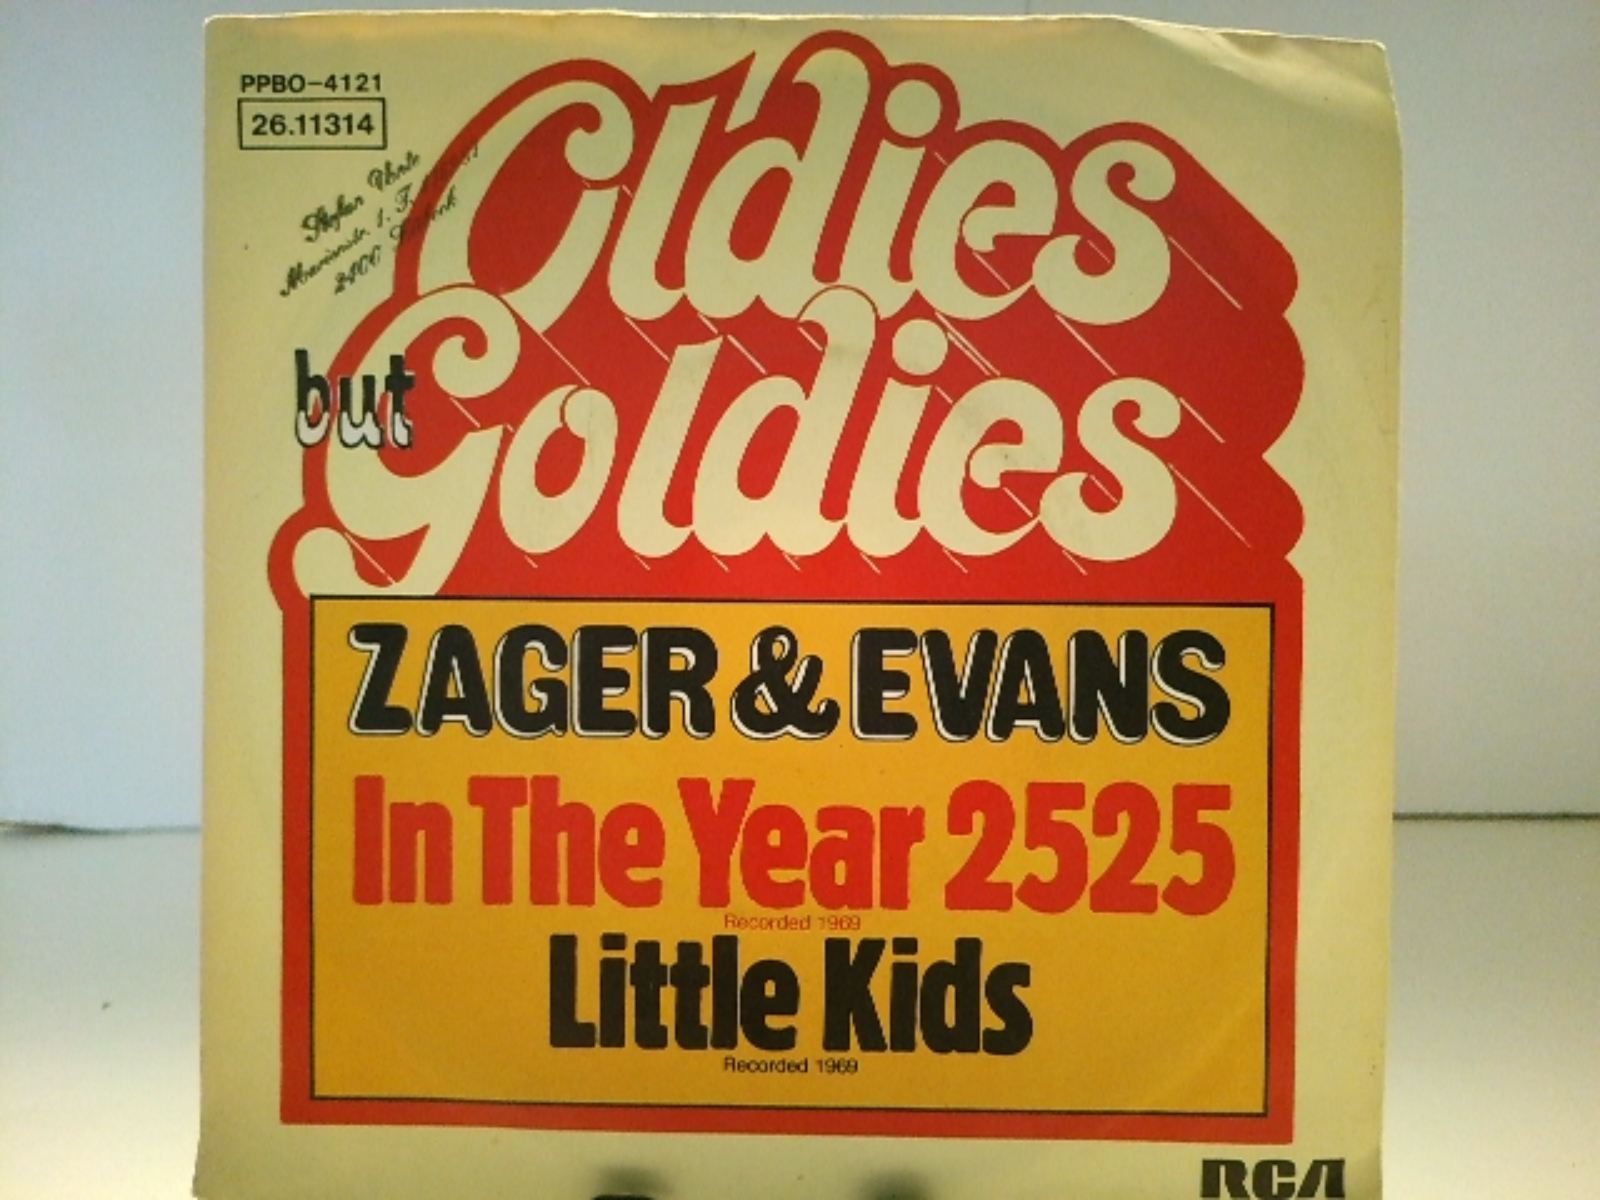 PPBO-4121
26.11314
2400
Oldies
but
Goldies
ZAGER & EVANS
In The Year 2525
Recorded 1969
Little Kids
Recorded 1969
RCA